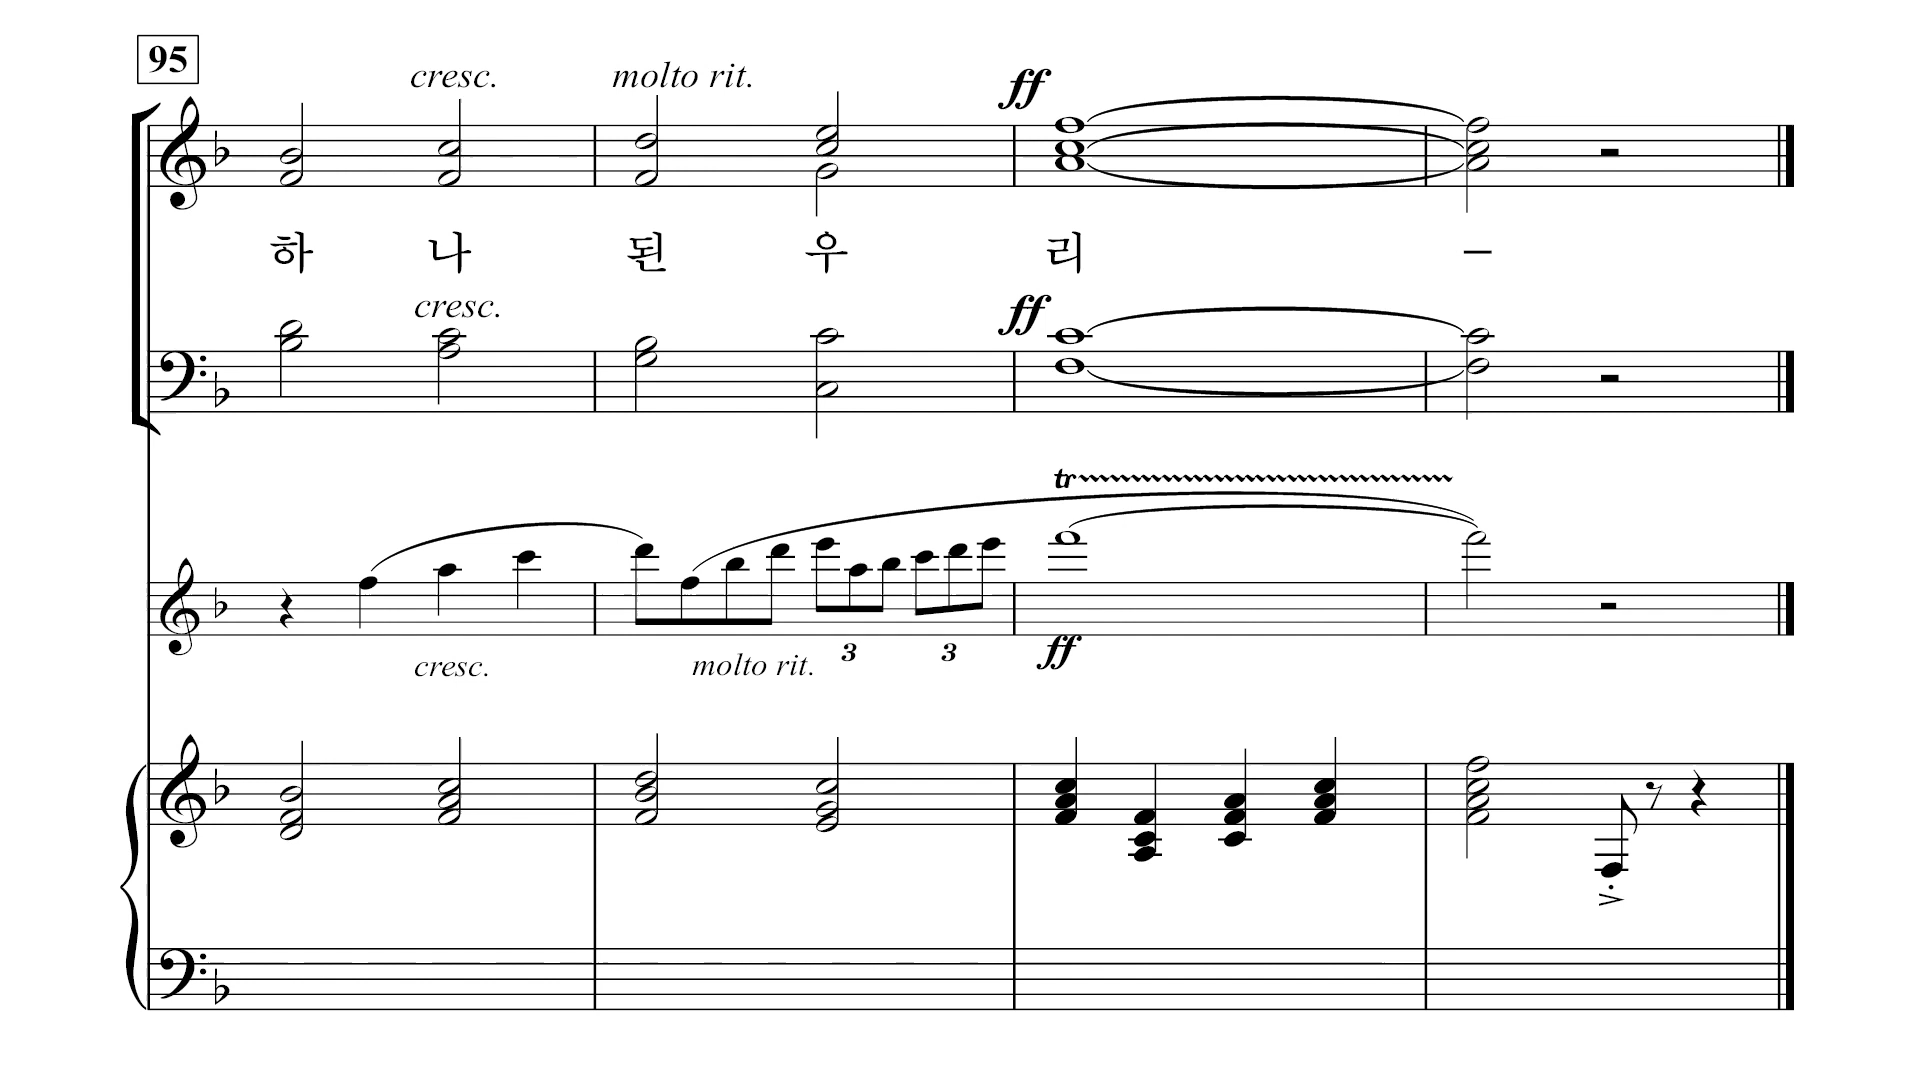 95
cresc. molto rit. ff
하 나 된 우 리 –
cresc. ff
tr
3 3
cresc. molto rit. ff